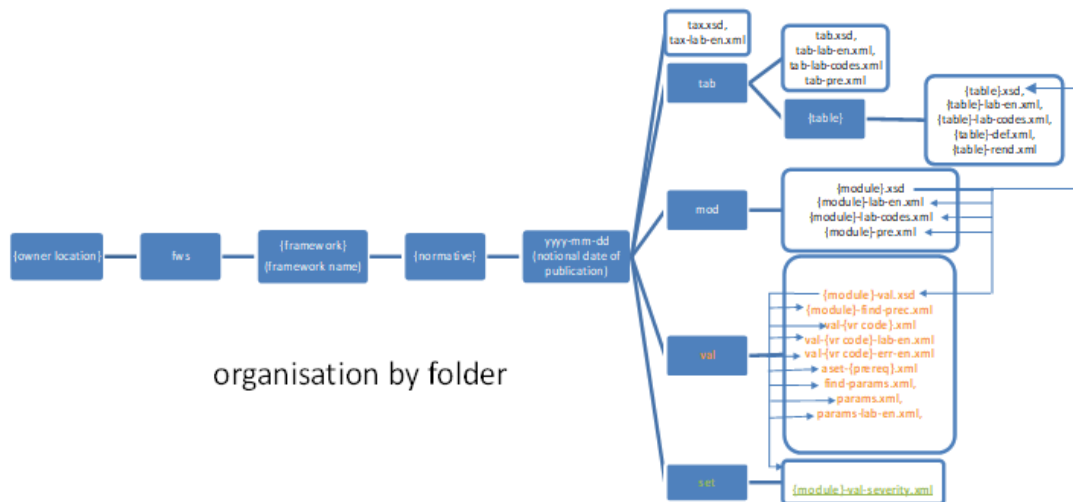 tax.xsd,
tax-lab-en.xml
tab
tab.xsd,
tab-lab-en.xml,
tab-lab-codes.xml
tab-pre.xml
{table}
{table}.xsd,
{table}-lab-en.xml,
{table}-lab-codes.xml,
{table}-def.xml,
{table}-rend.xml
mod
{module}.xsd
{module}-lab-en.xml
{module}-lab-codes.xml
{module}-pre.xml
{owner location}
fws
{framework}
(framework name)
{normative}
yyyy-mm-dd
(notional date of
publication)
val
{module}-val.xsd
{module}-find-prec.xml
val-{vr code}.xml
val-{vr code}-lab-en.xml
val-{vr code}-err-en.xml
aset-{prereq}.xml
find-params.xml,
params.xml,
params-lab-en.xml,
organisation by folder
set
{module}-val-severity.xml